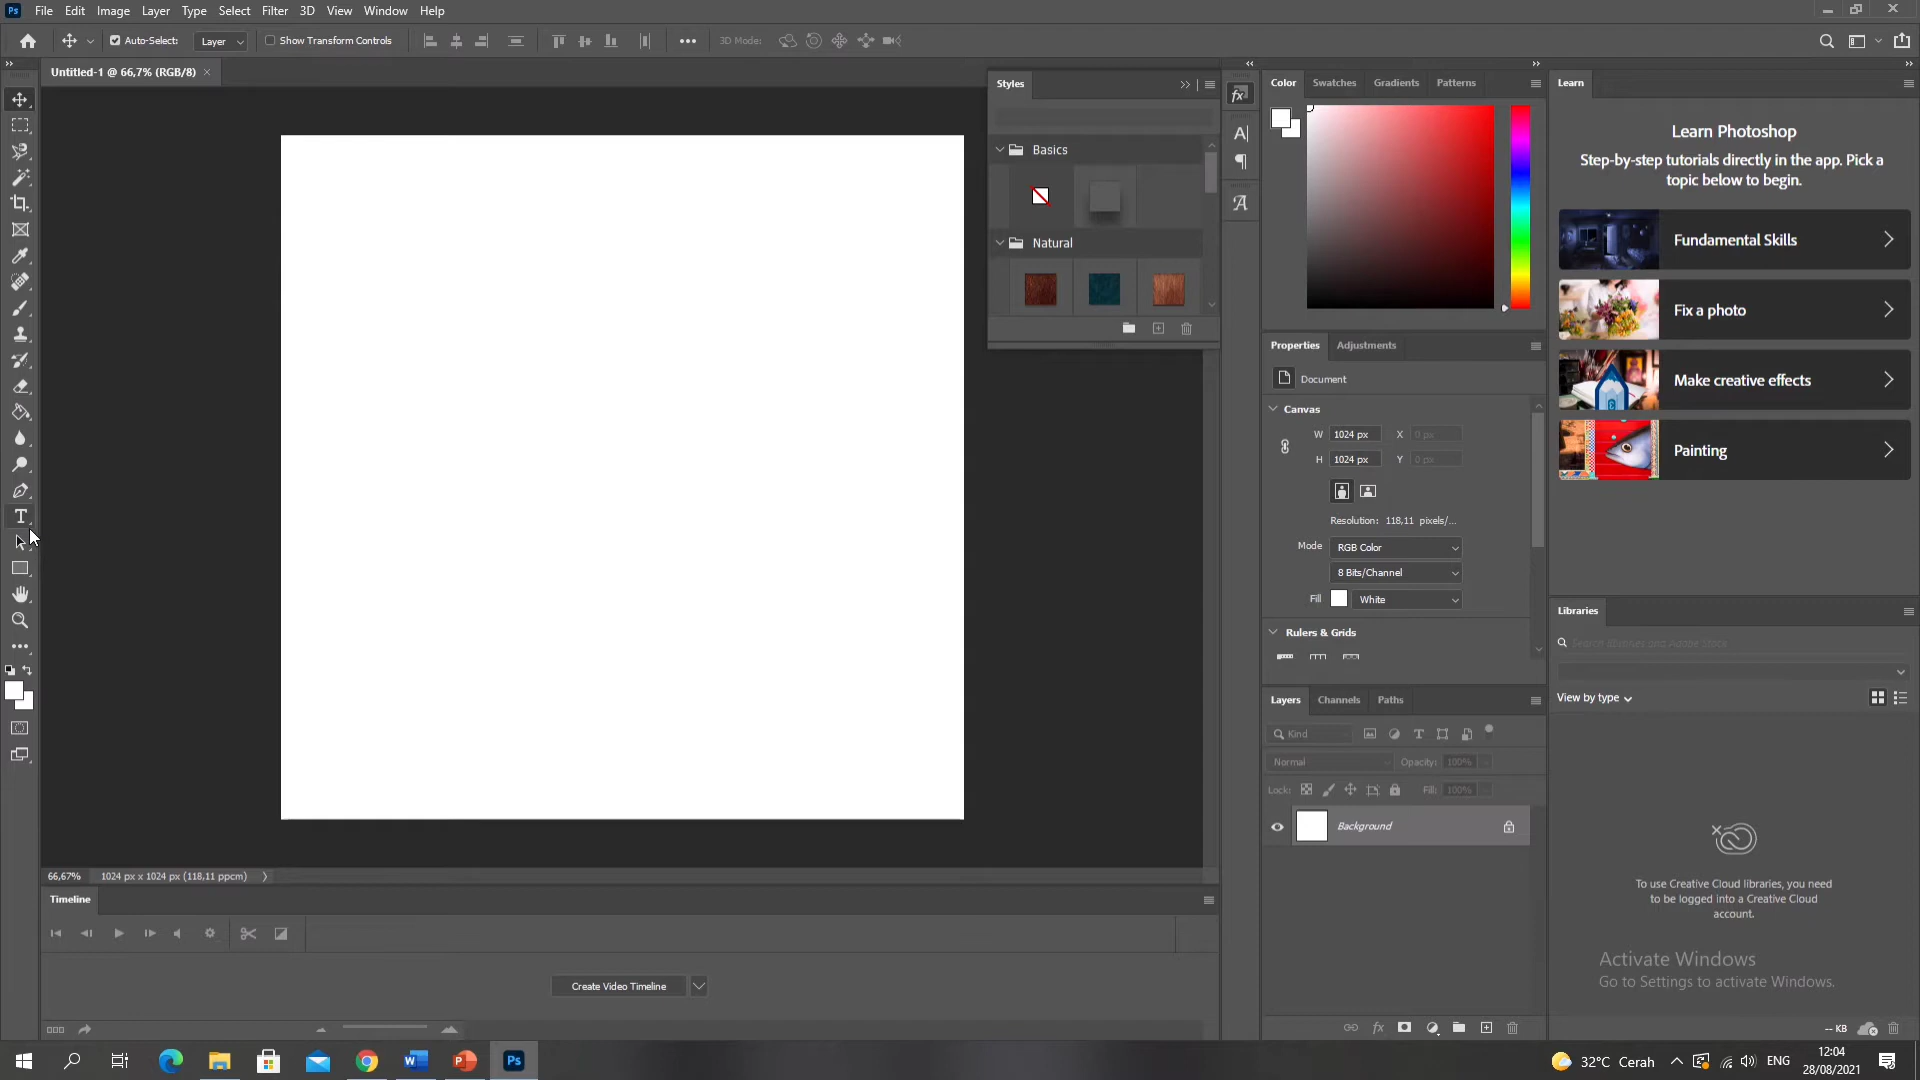 Ps File Edit Image Layer Type Select Filter 3D View Window Help
Auto-Select: Layer Show Transform Controls 3D Mode:
Untitled-1 @ 66,7% (RGB/8)
Styles
Basics
Natural
Color Swatches Gradients Patterns
Properties Adjustments
Document
Canvas
W 1024 px X 0 px
H 1024 px Y 0 px
Resolution: 118,11 pixels/...
Mode RGB Color
8 Bits/Channel
Fill White
Rulers & Grids
Layers Channels Paths
Kind
Normal Opacity: 100%
Lock: Fill: 100%
Background
Learn
Learn Photoshop
Step-by-step tutorials directly in the app. Pick a
topic below to begin.
Fundamental Skills
Fix a photo
Make creative effects
Painting
Libraries
Search libraries and Adobe Stock
View by type
To use Creative Cloud libraries, you need
to be logged into a Creative Cloud
account.
Activate Windows
Go to Settings to activate Windows.
-- KB
66,67% 1024 px x 1024 px (118,11 ppcm)
Timeline
Create Video Timeline
32°C Cerah ENG
12:04
28/08/2021